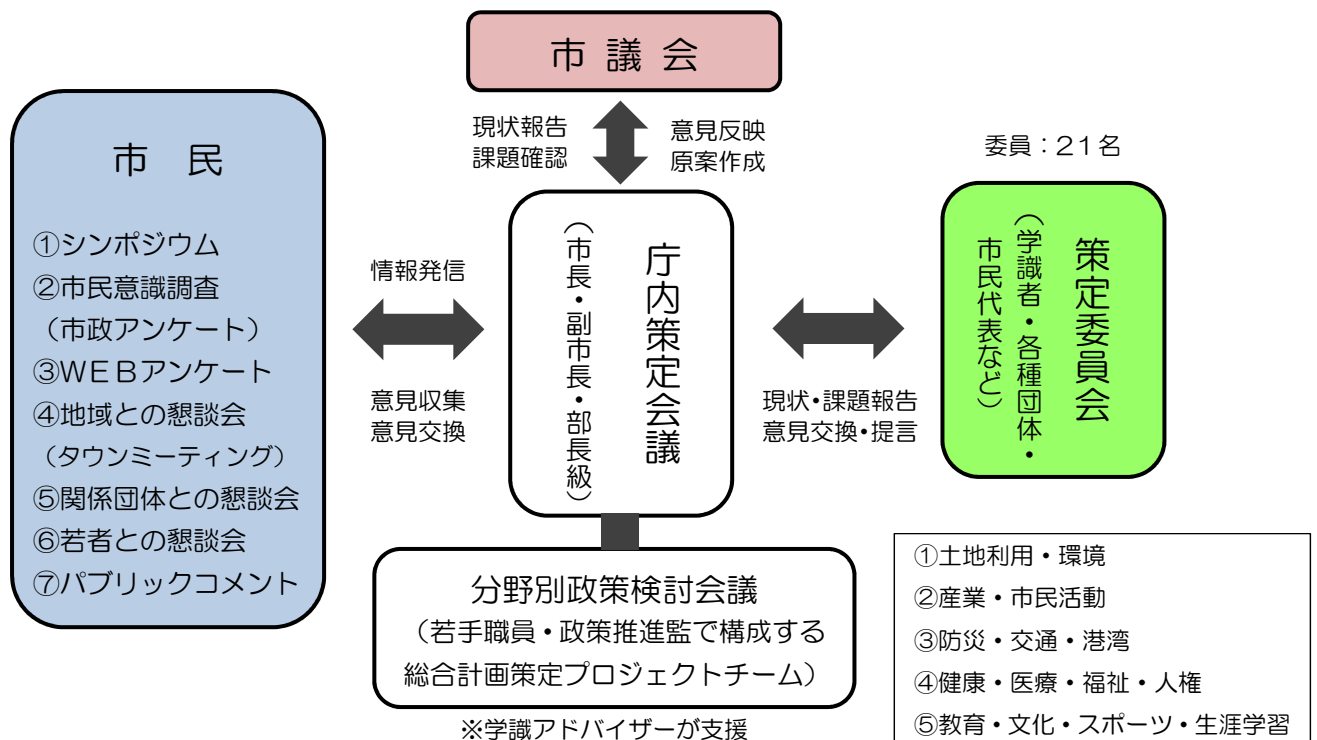 市議会
現状報告
課題確認
意見反映
原案作成
市 民
①シンポジウム
②市民意識調査
（市政アンケート）
③ＷＥＢアンケート
④地域との懇談会
（タウンミーティング）
⑤関係団体との懇談会
⑥若者との懇談会
⑦パブリックコメント
情報発信
意見収集
意見交換
庁内策定会議
（市長・副市長・部長級）
現状･課題報告
意見交換･提言
委員：２１名
策定委員会
（学識者・各種団体・
市民代表など）
分野別政策検討会議
（若手職員・政策推進監で構成する
総合計画策定プロジェクトチーム）
※学識アドバイザーが支援
①土地利用・環境
②産業・市民活動
③防災・交通・港湾
④健康・医療・福祉・人権
⑤教育・文化・スポーツ・生涯学習